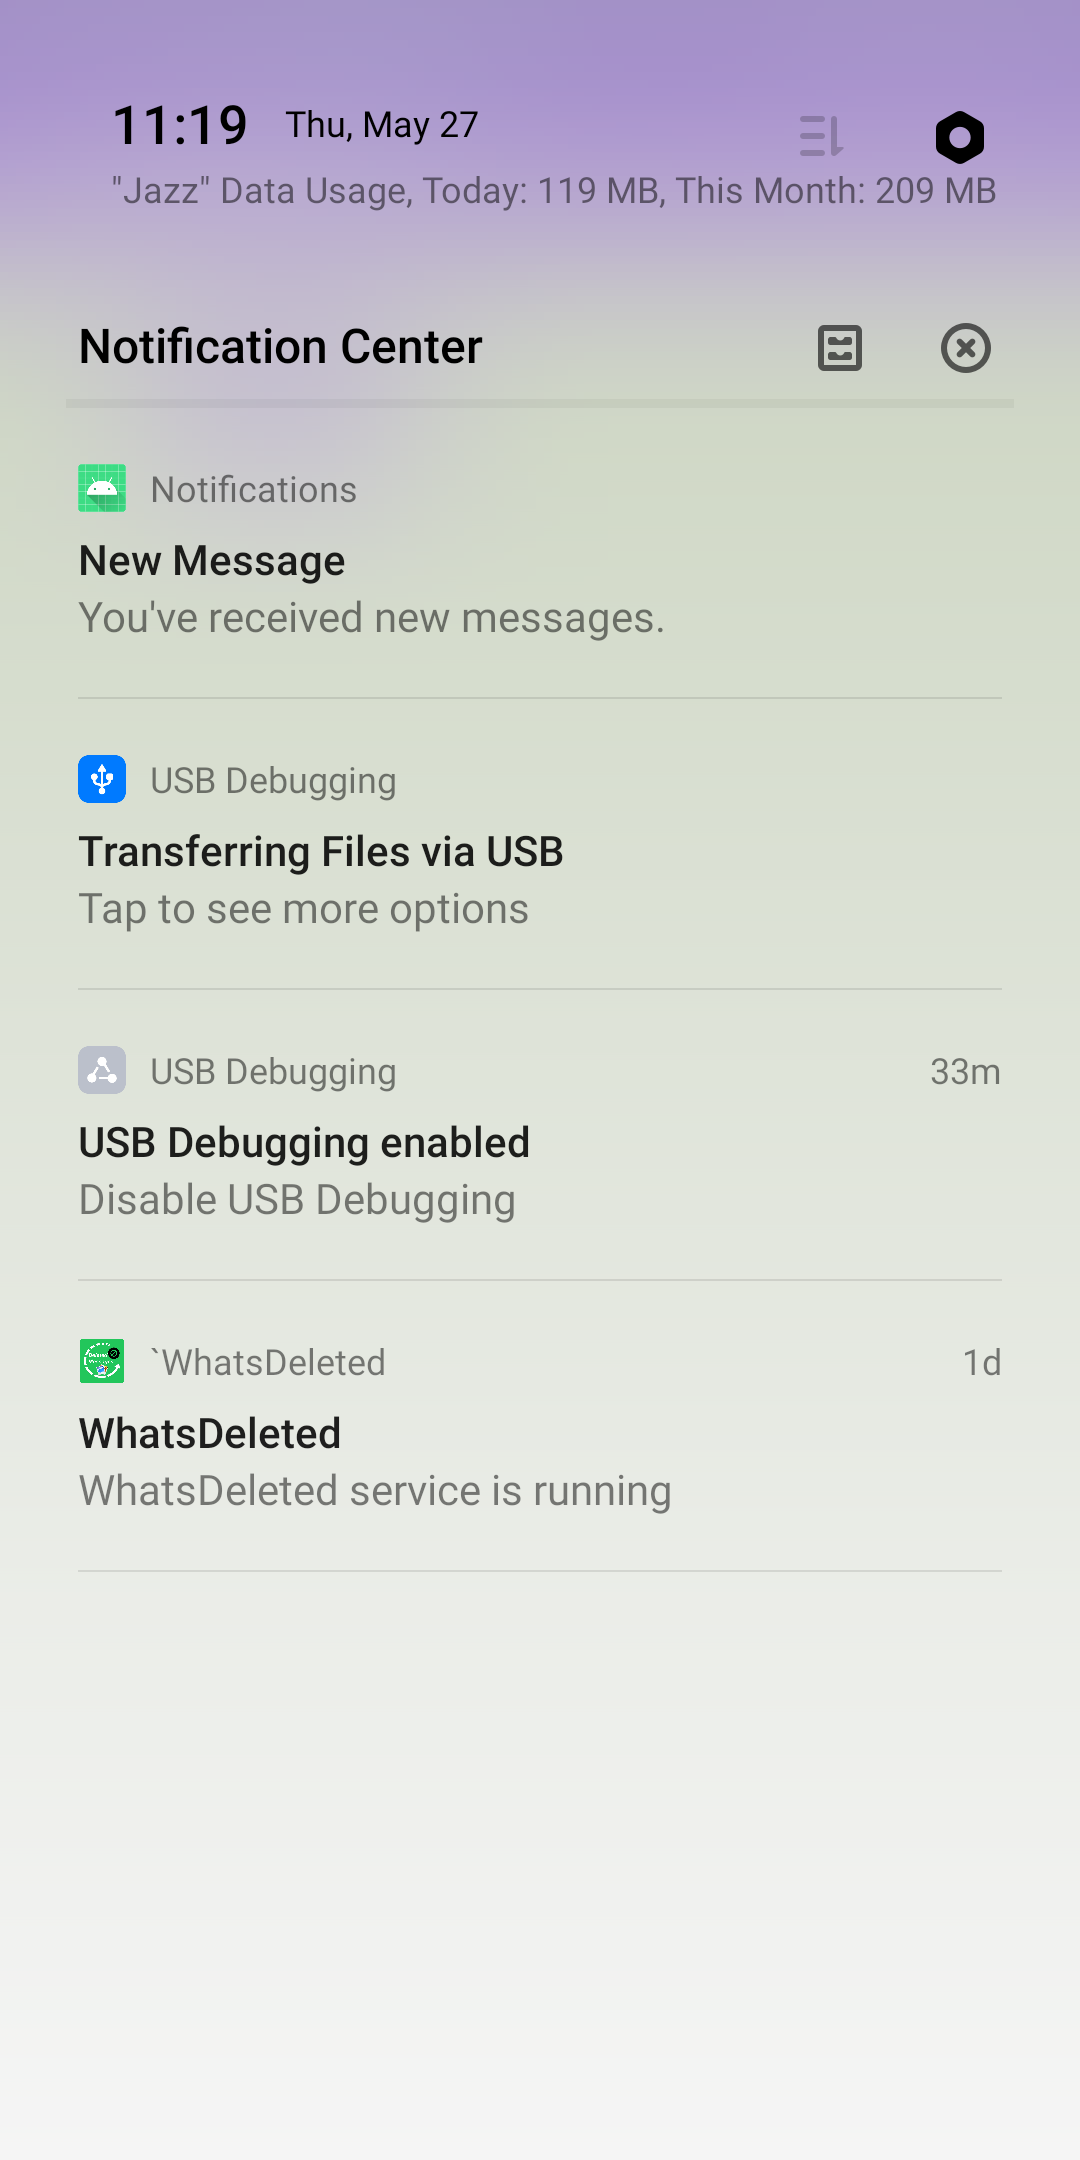 11:19 Thu, May 27
"Jazz" Data Usage, Today: 119 MB, This Month: 209 MB
Notification Center
Notifications
New Message
You've received new messages.
USB Debugging
Transferring Files via USB
Tap to see more options
USB Debugging 33m
USB Debugging enabled
Disable USB Debugging
`WhatsDeleted 1d
WhatsDeleted
WhatsDeleted service is running